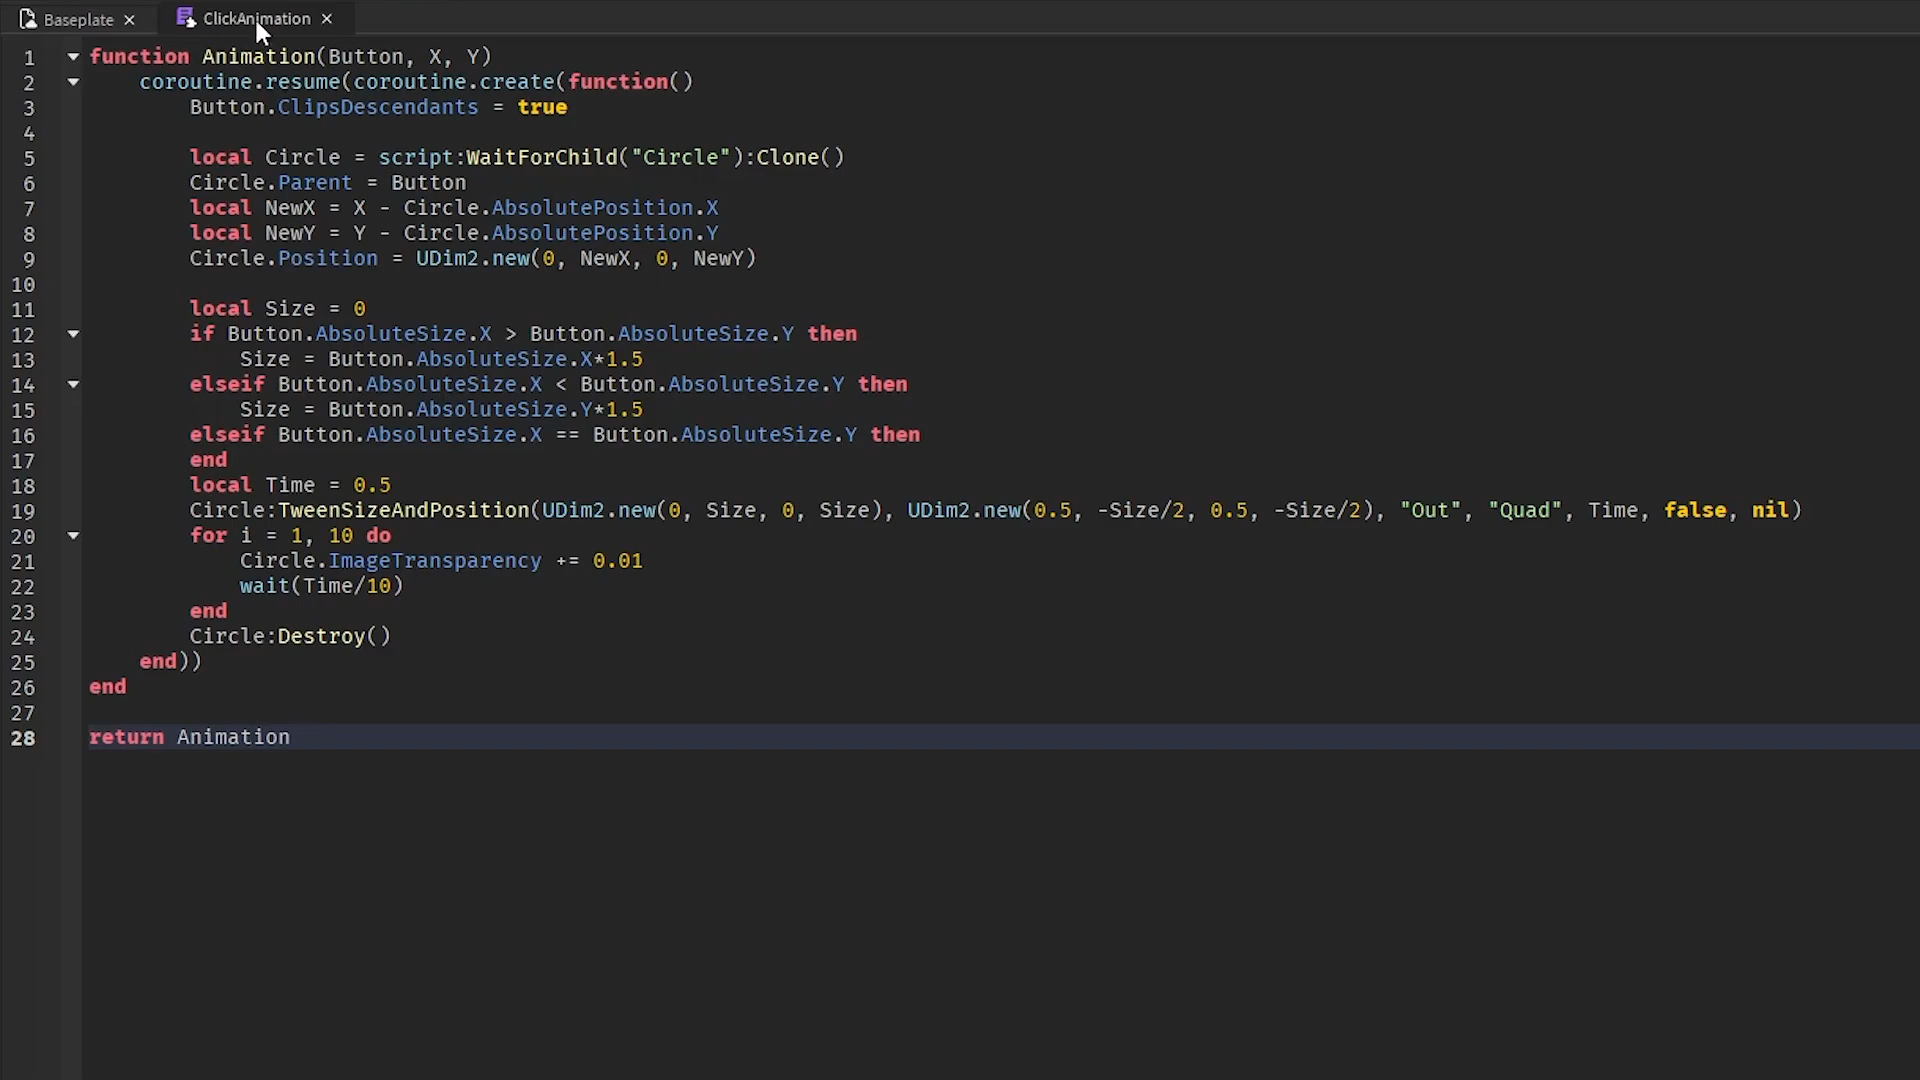 Baseplate
ClickAnimation
1 function Animation(Button, X, Y)
2 coroutine.resume(coroutine.create(function()
3 Button.ClipsDescendants = true
4
5 local Circle = script:WaitForChild("Circle"):Clone()
6 Circle.Parent = Button
7 local NewX = X - Circle.AbsolutePosition.X
8 local NewY = Y - Circle.AbsolutePosition.Y
9 Circle.Position = UDim2.new(0, NewX, 0, NewY)
10
11 local Size = 0
12 if Button.AbsoluteSize.X > Button.AbsoluteSize.Y then
13 Size = Button.AbsoluteSize.X*1.5
14 elseif Button.AbsoluteSize.X < Button.AbsoluteSize.Y then
15 Size = Button.AbsoluteSize.Y*1.5
16 elseif Button.AbsoluteSize.X == Button.AbsoluteSize.Y then
17 end
18 local Time = 0.5
19 Circle:TweenSizeAndPosition(UDim2.new(0, Size, 0, Size), UDim2.new(0.5, -Size/2, 0.5, -Size/2), "Out", "Quad", Time, false, nil)
20 for i = 1, 10 do
21 Circle.ImageTransparency += 0.01
22 wait(Time/10)
23 end
24 Circle:Destroy()
25 end))
26 end
27
28 return Animation